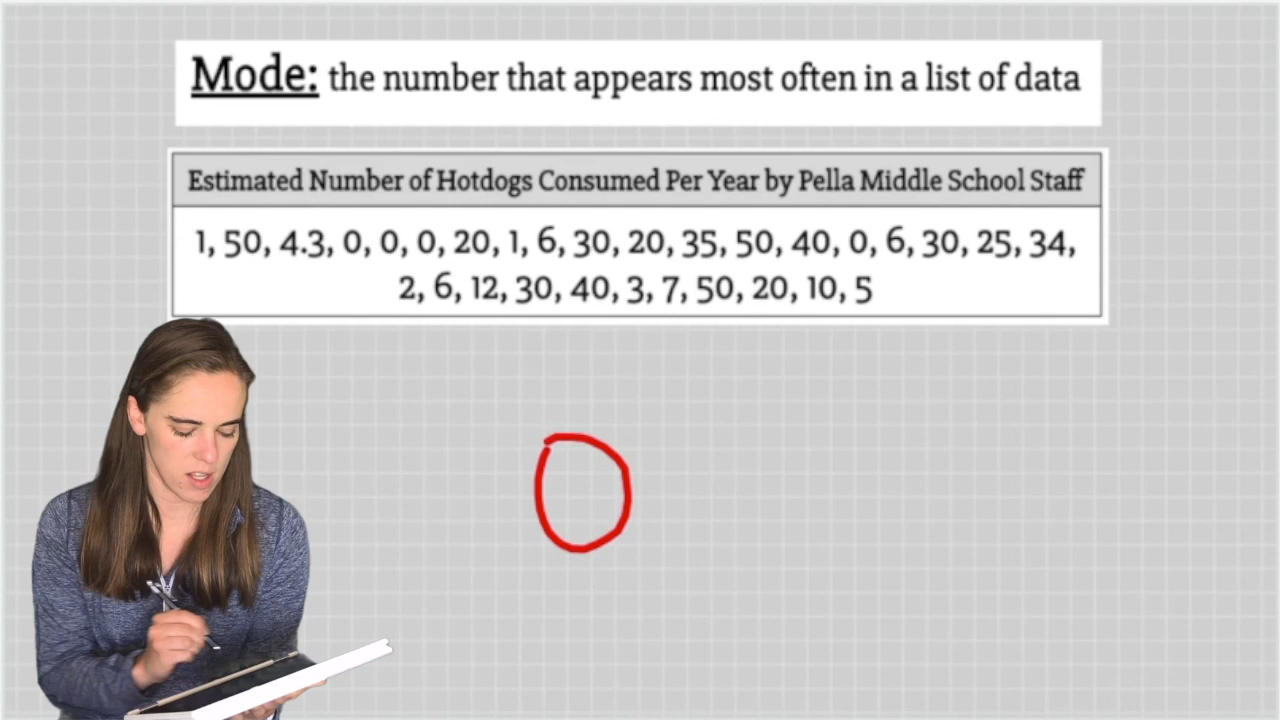 Mode: the number that appears most often in a list of data
Estimated Number of Hotdogs Consumed Per Year by Pella Middle School Staff
1, 50, 4.3, 0, 0, 0, 20, 1, 6, 30, 20, 35, 50, 40, 0, 6, 30, 25, 34,
2, 6, 12, 30, 40, 3, 7, 50, 20, 10, 5
0